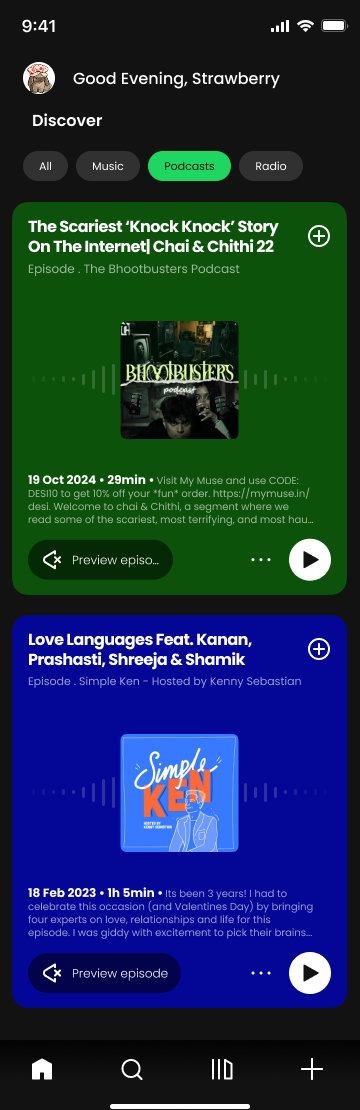 9:41
Good Evening, Strawberry
Discover
All
Music
Podcasts
Radio
The Scariest ‘Knock Knock’ Story
On The Internet| Chai & Chithi 22
Episode . The Bhootbusters Podcast
BHOOTBUSTERS
podcast
19 Oct 2024 • 29min • Visit My Muse and use CODE:
DESI10 to get 10% off your *fun* order. https://mymuse.in/
desi. Welcome to chai & Chithi, a segment where we
read some of the scariest, most terrifying, and most hau...
Preview episo...
Love Languages Feat. Kanan,
Prashasti, Shreeja & Shamik
Episode . Simple Ken - Hosted by Kenny Sebastian
Simple
KEN
HOSTED BY
KENNY SEBASTIAN
18 Feb 2023 • 1h 5min • Its been 3 years! I had to
celebrate this occasion (and Valentines Day) by bringing
four experts on love, relationships and life for this
episode. I was giddy with excitement to pick their brains...
Preview episode